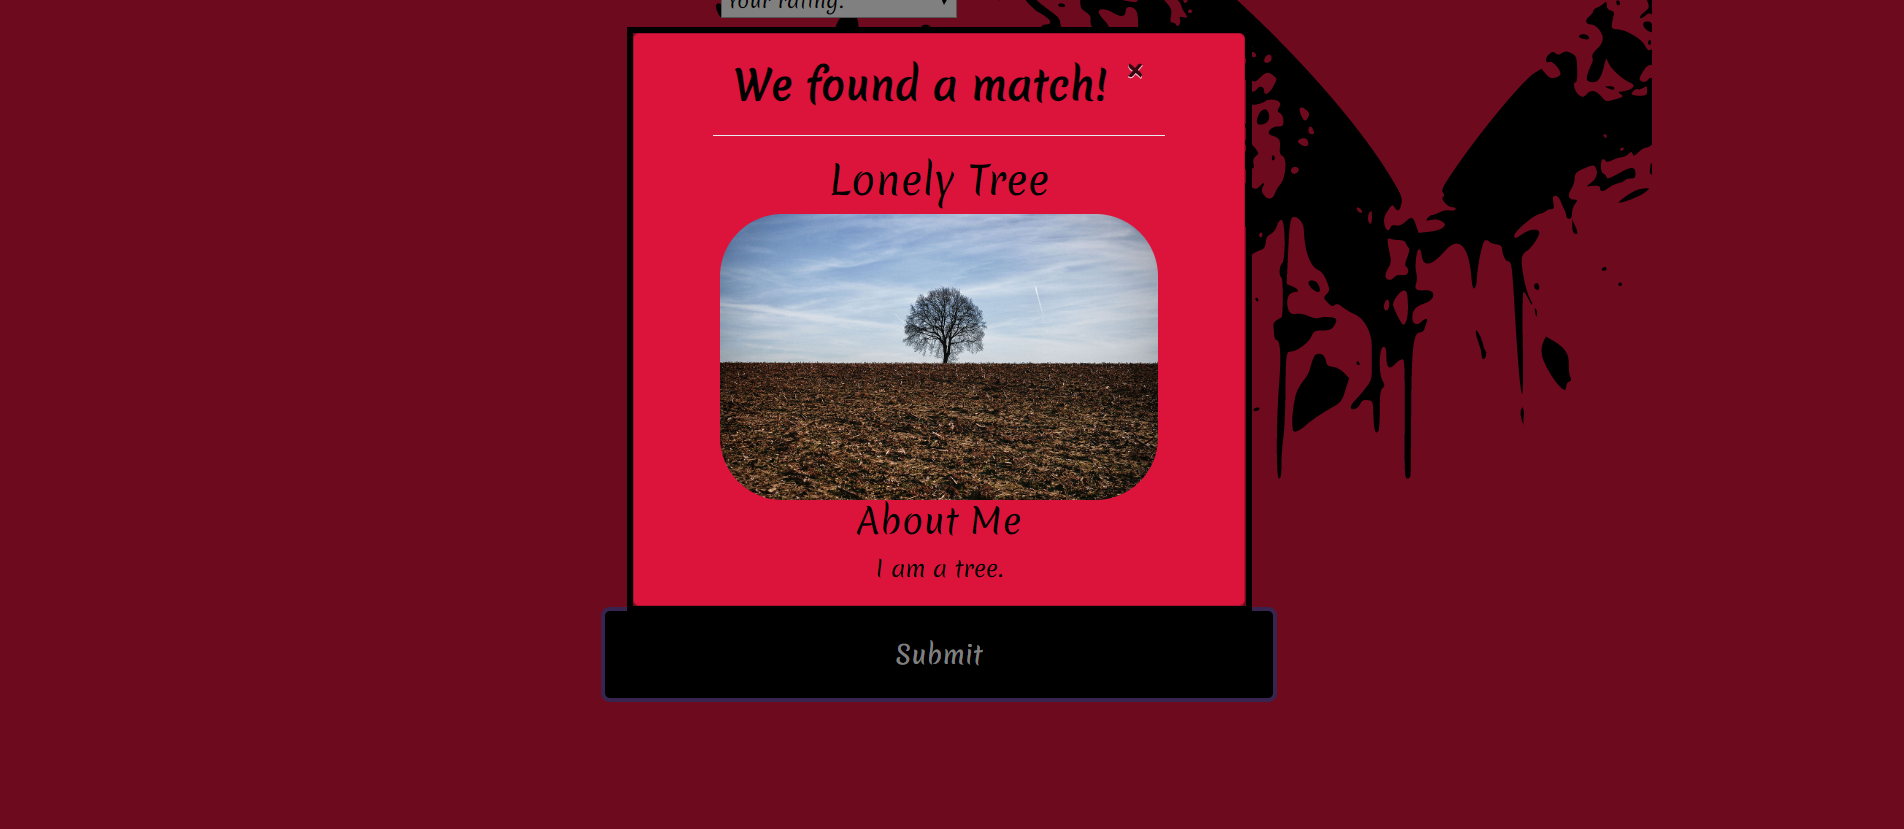 Your rating:
We found a match! ×
Lonely Tree
About Me
I am a tree.
Submit